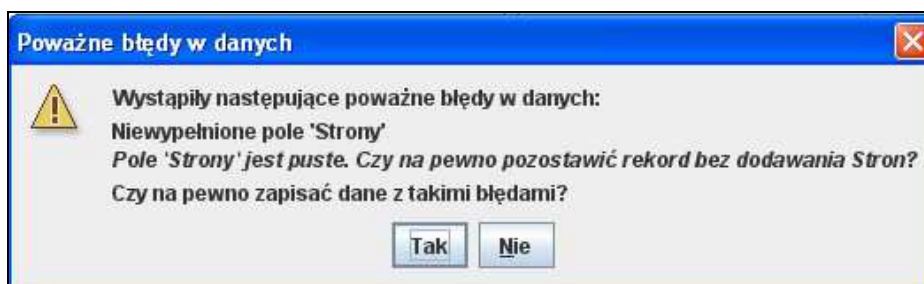 Poważne błędy w danych
Wystąpiły następujące poważne błędy w danych:
Niewypełnione pole 'Strony'
Pole 'Strony' jest puste. Czy na pewno pozostawić rekord bez dodawania Stron?
Czy na pewno zapisać dane z takimi błędami?
Tak Nie